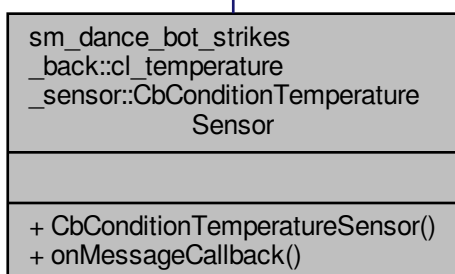 sm_dance_bot_strikes
_back::cl_temperature
_sensor::CbConditionTemperature
Sensor
+ CbConditionTemperatureSensor()
+ onMessageCallback()